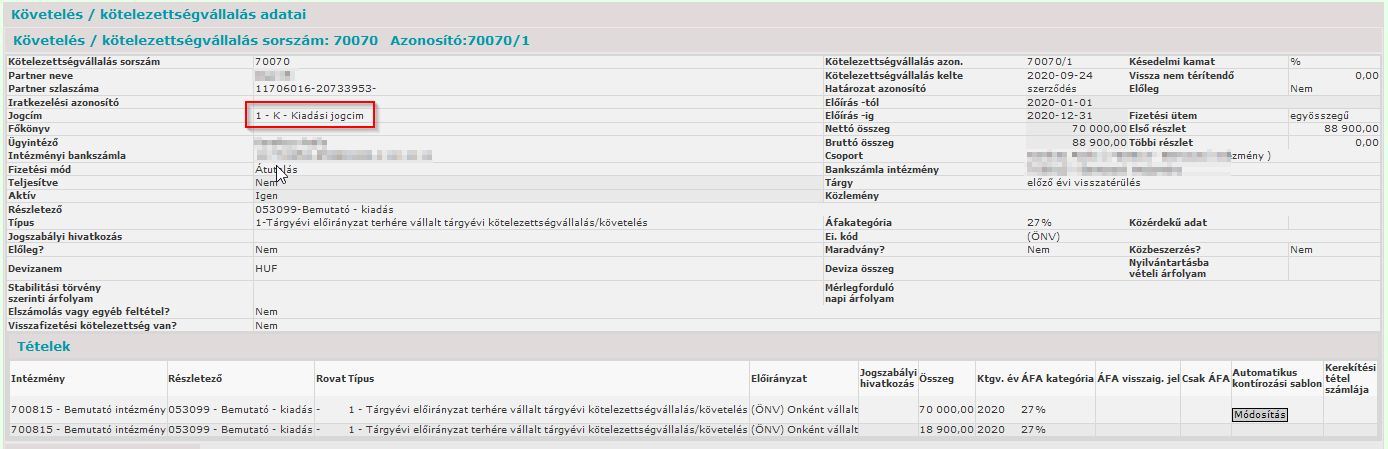 Követelés / kötelezettségvállalás adatai
Követelés / kötelezettségvállalás sorszám: 70070 Azonosító:70070/1
Kötelezettségvállalás sorszám 70070 Kötelezettségvállalás azon. 70070/1 Késedelmi kamat %
Partner neve Kötelezettségvállalás kelte 2020-09-24 Vissza nem térítendő 0,00
Partner szlaszáma 11706016-20733953- Határozat azonosító szerződés Előleg Nem
Iratkezelési azonosító Előírás -tól 2020-01-01
Jogcím 1 - K - Kiadási jogcim Előírás -ig 2020-12-31 Fizetési ütem egyösszegű
Főkönyv Nettó összeg 70 000,00 Első részlet 88 900,00
Ügyintéző Bruttó összeg 88 900,00 Többi részlet 0,00
Intézményi bankszámla Csoport zmény )
Fizetési mód Átutalás Bankszámla intézmény
Teljesítve Nem Tárgy előző évi visszatérülés
Aktív Igen Közlemény
Részletező 053099-Bemutató - kiadás
Típus 1-Tárgyévi előirányzat terhére vállalt tárgyévi kötelezettségvállalás/követelés Áfakategória 27% Közérdekű adat
Jogszabályi hivatkozás Ei. kód (ÖNV)
Előleg? Nem Maradvány? Nem Közbeszerzés? Nem
Devizanem HUF Deviza összeg Nyilvántartásba vételi árfolyam
Stabilitási törvény szerinti árfolyam Mérlegforduló napi árfolyam
Elszámolás vagy egyéb feltétel? Nem
Visszafizetési kötelezettség van? Nem
Tételek
Intézmény Részletező Rovat Típus Előirányzat Jogszabályi hivatkozás Összeg Ktgv. év ÁFA kategória ÁFA visszaig. jel Csak ÁFA Automatikus kontírozási sablon Kerekítési tétel számlája
700815 - Bemutató intézmény 053099 - Bemutató - kiadás - 1 - Tárgyévi előirányzat terhére vállalt tárgyévi kötelezettségvállalás/követelés (ÖNV) Onként vállalt 70 000,00 2020 27% Módosítás
700815 - Bemutató intézmény 053099 - Bemutató - kiadás - 1 - Tárgyévi előirányzat terhére vállalt tárgyévi kötelezettségvállalás/követelés (ÖNV) Onként vállalt 18 900,00 2020 27%